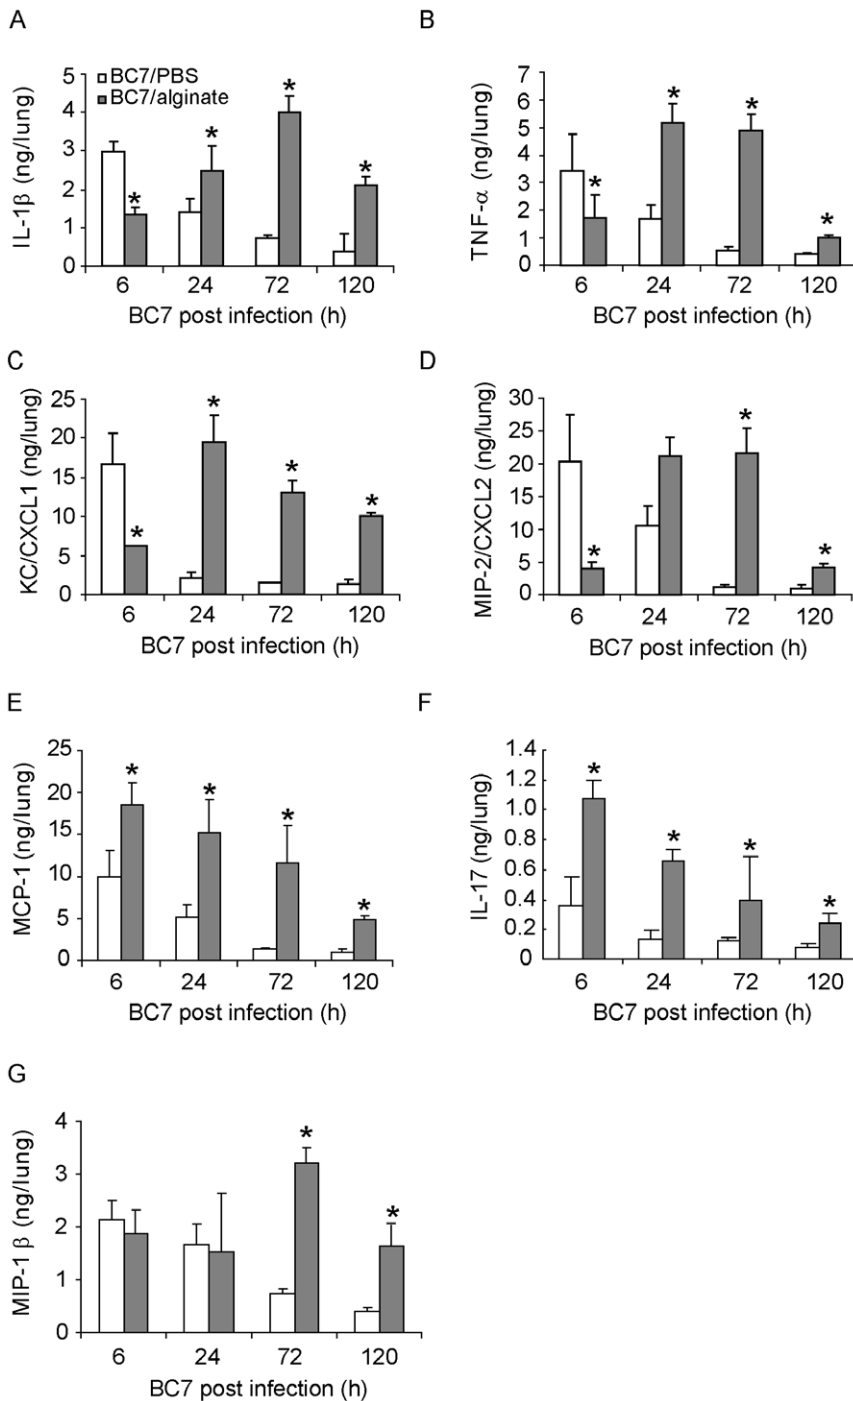 A
IL-1β (ng/lung)
5
4
3
2
1
0
BC7/PBS
BC7/alginate
*
*
*
*
6 24 72 120
BC7 post infection (h)
B
TNF-α (ng/lung)
7
6
5
4
3
2
1
0
*
*
*
*
6 24 72 120
BC7 post infection (h)
C
KC/CXCL1 (ng/lung)
25
20
15
10
5
0
*
*
*
*
6 24 72 120
BC7 post infection (h)
D
MIP-2/CXCL2 (ng/lung)
30
25
20
15
10
5
0
*
*
*
6 24 72 120
BC7 post infection (h)
E
MCP-1 (ng/lung)
25
20
15
10
5
0
*
*
*
*
6 24 72 120
BC7 post infection (h)
F
IL-17 (ng/lung)
1.4
1.2
1.0
0.8
0.6
0.4
0.2
0
*
*
*
*
6 24 72 120
BC7 post infection (h)
G
MIP-1 β (ng/lung)
4
3
2
1
0
*
*
6 24 72 120
BC7 post infection (h)